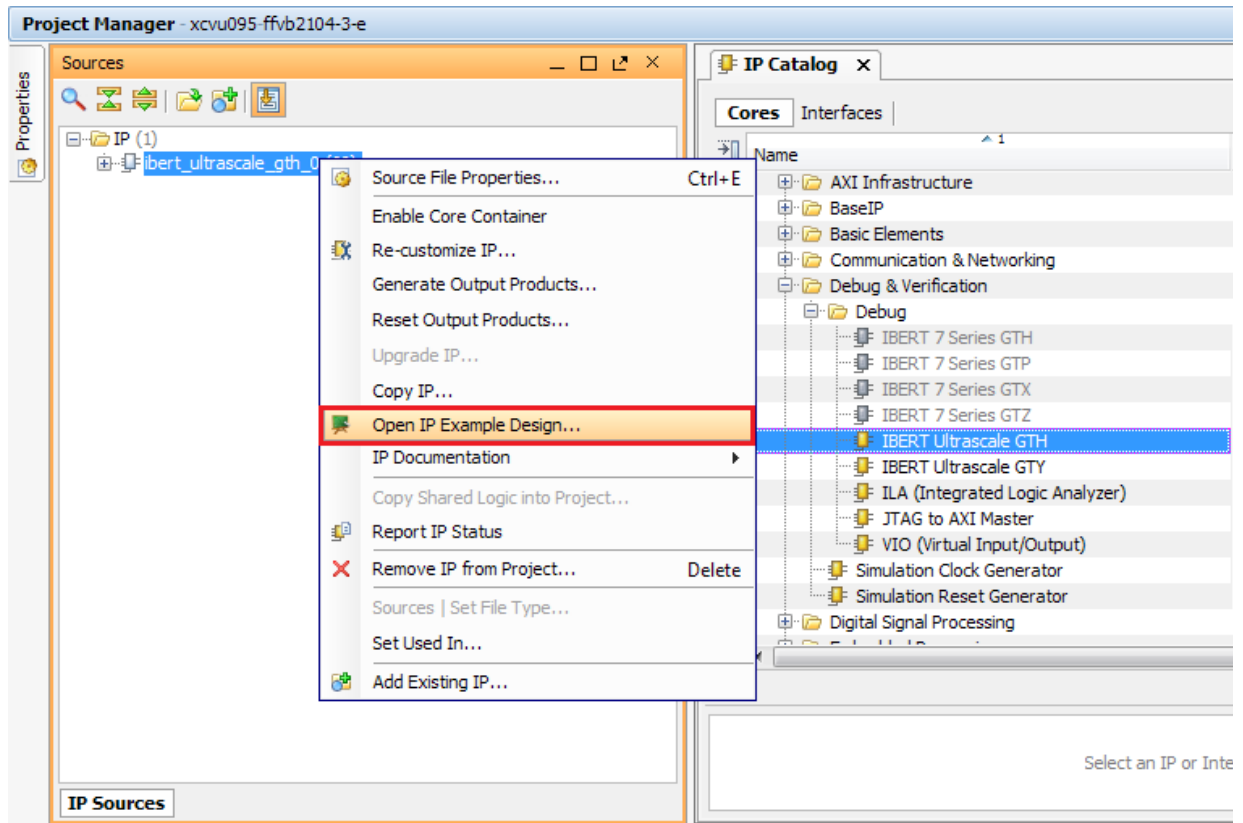 Project Manager - xcvu095-ffvb2104-3-e
Properties
Sources
IP (1)
ibert_ultrascale_gth_0
Source File Properties... Ctrl+E
Enable Core Container
Re-customize IP...
Generate Output Products...
Reset Output Products...
Upgrade IP...
Copy IP...
Open IP Example Design...
IP Documentation
Copy Shared Logic into Project...
Report IP Status
Remove IP from Project... Delete
Sources | Set File Type...
Set Used In...
Add Existing IP...
IP Sources
IP Catalog
Cores Interfaces
1
Name
AXI Infrastructure
BaseIP
Basic Elements
Communication & Networking
Debug & Verification
Debug
IBERT 7 Series GTH
IBERT 7 Series GTP
IBERT 7 Series GTX
IBERT 7 Series GTZ
IBERT Ultrascale GTH
IBERT Ultrascale GTY
ILA (Integrated Logic Analyzer)
JTAG to AXI Master
VIO (Virtual Input/Output)
Simulation Clock Generator
Simulation Reset Generator
Digital Signal Processing
Select an IP or Inte